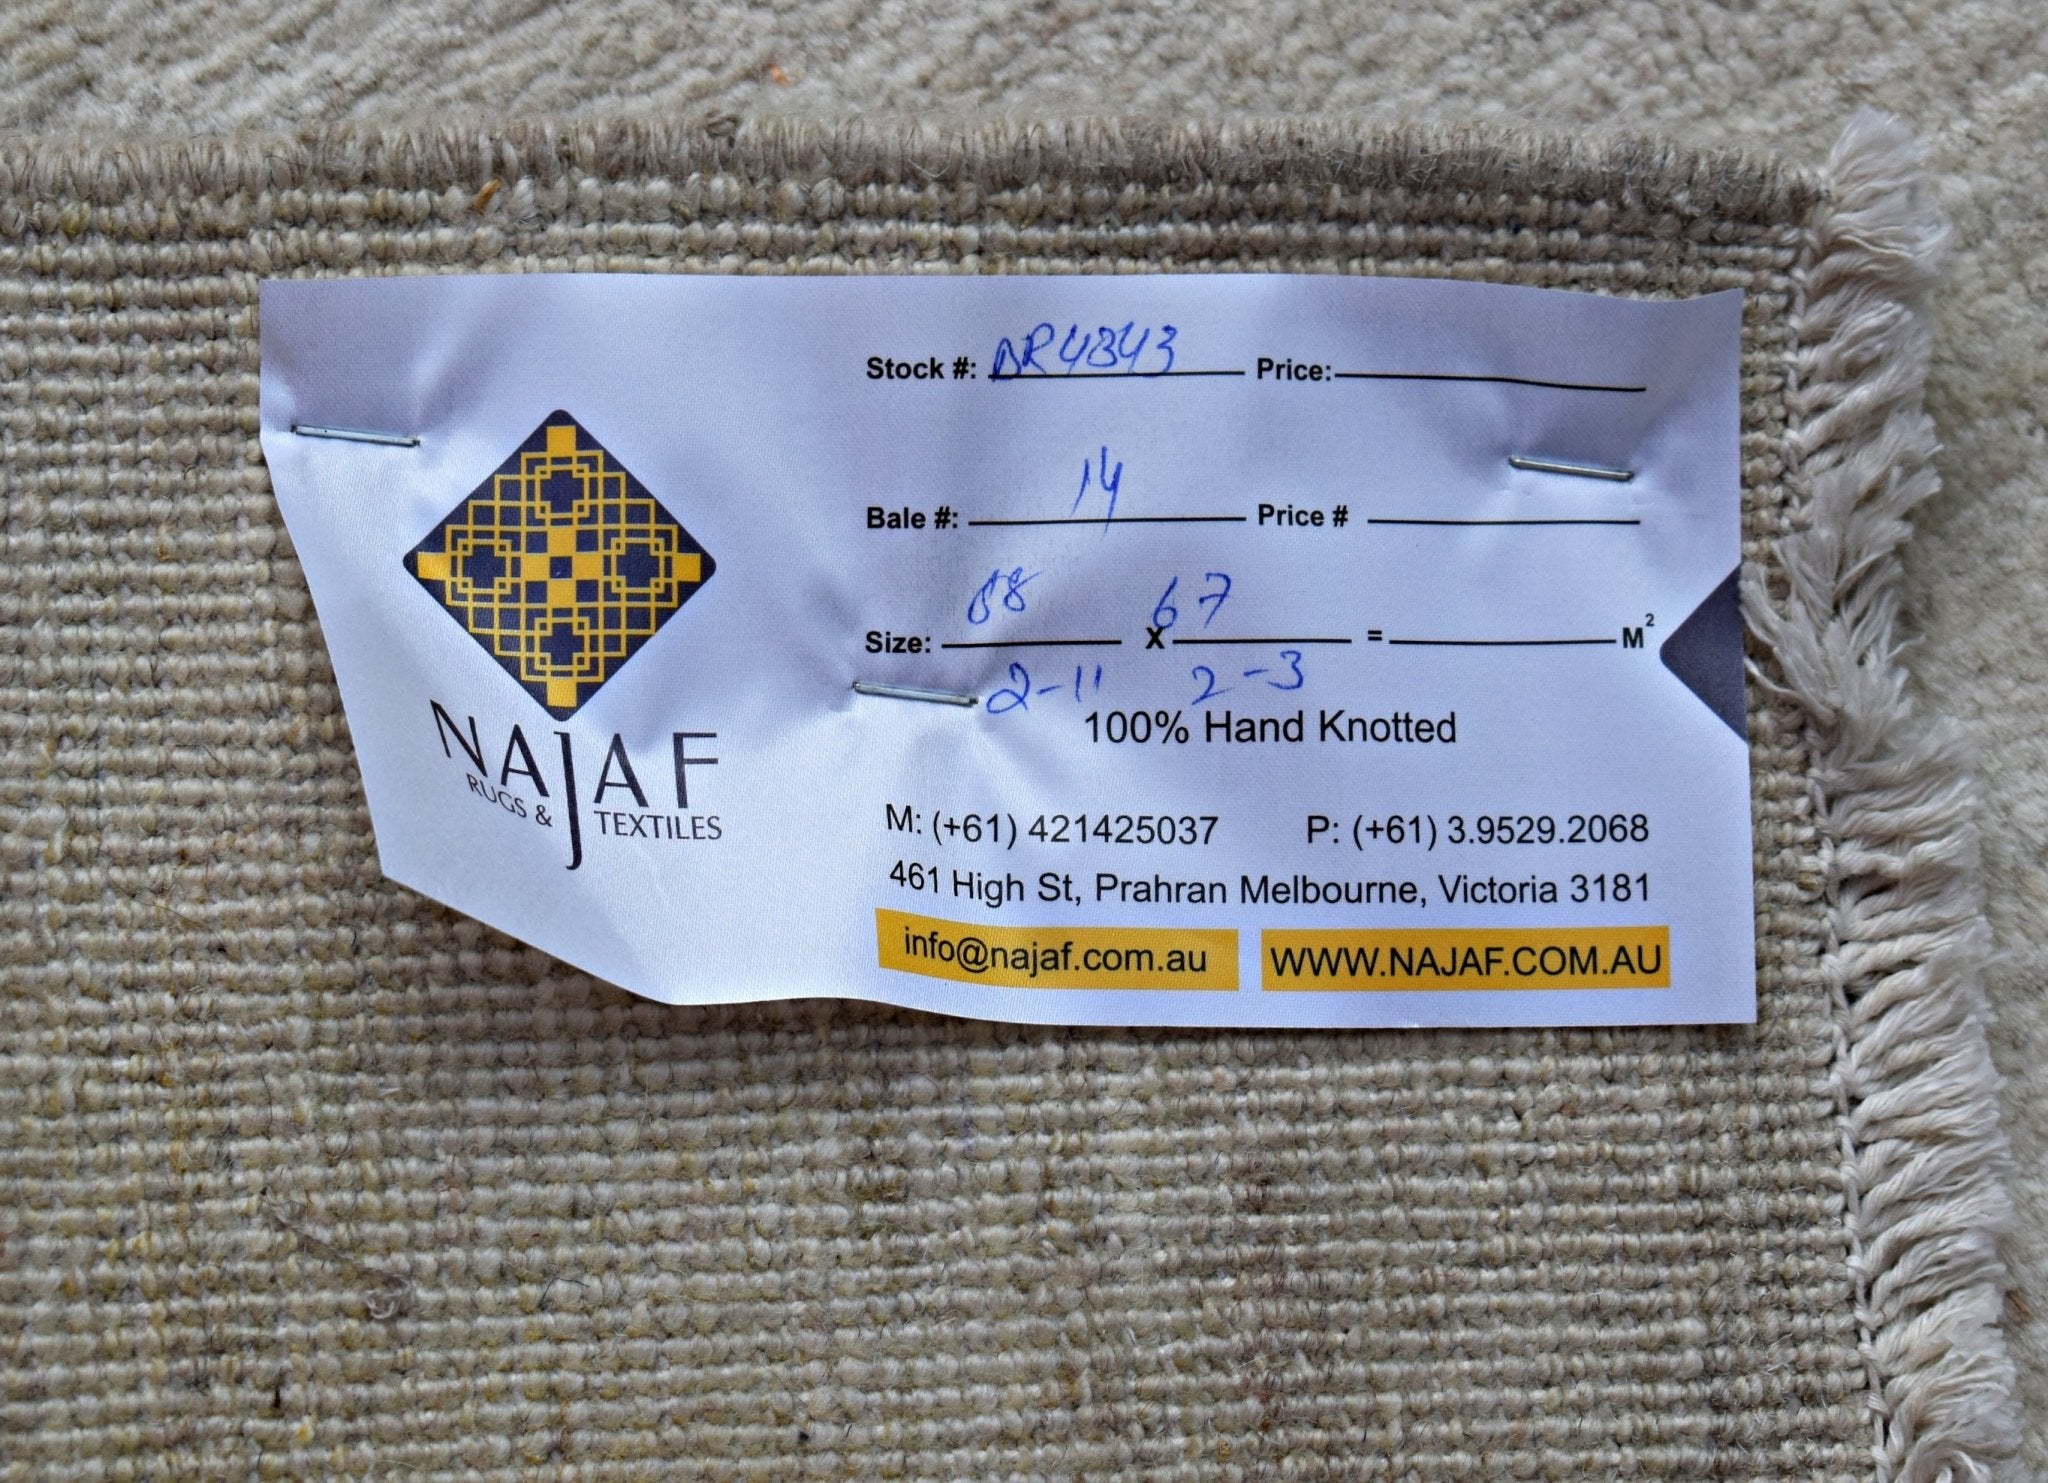 Stock #: DR4843 Price:
Bale #: 14 Price #
Size: 88 X 67 = M²
2-11 2-3
100% Hand Knotted
NAJAF
RUGS & TEXTILES
M: (+61) 421425037 P: (+61) 3.9529.2068
461 High St, Prahran Melbourne, Victoria 3181
info@najaf.com.au WWW.NAJAF.COM.AU